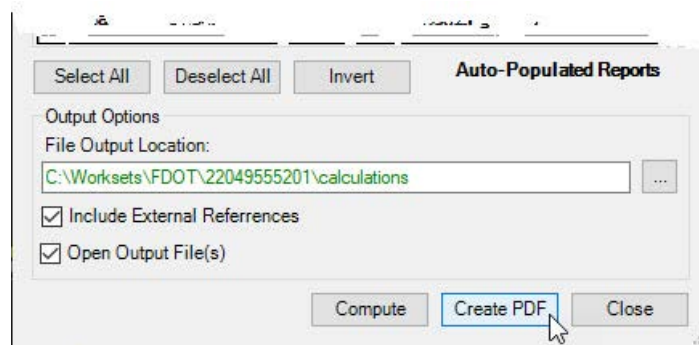 Select All Deselect All Invert Auto-Populated Reports
Output Options
File Output Location:
C:\Worksets\FDOT\22049555201\calculations ...
Include External Referrences
Open Output File(s)
Compute Create PDF Close